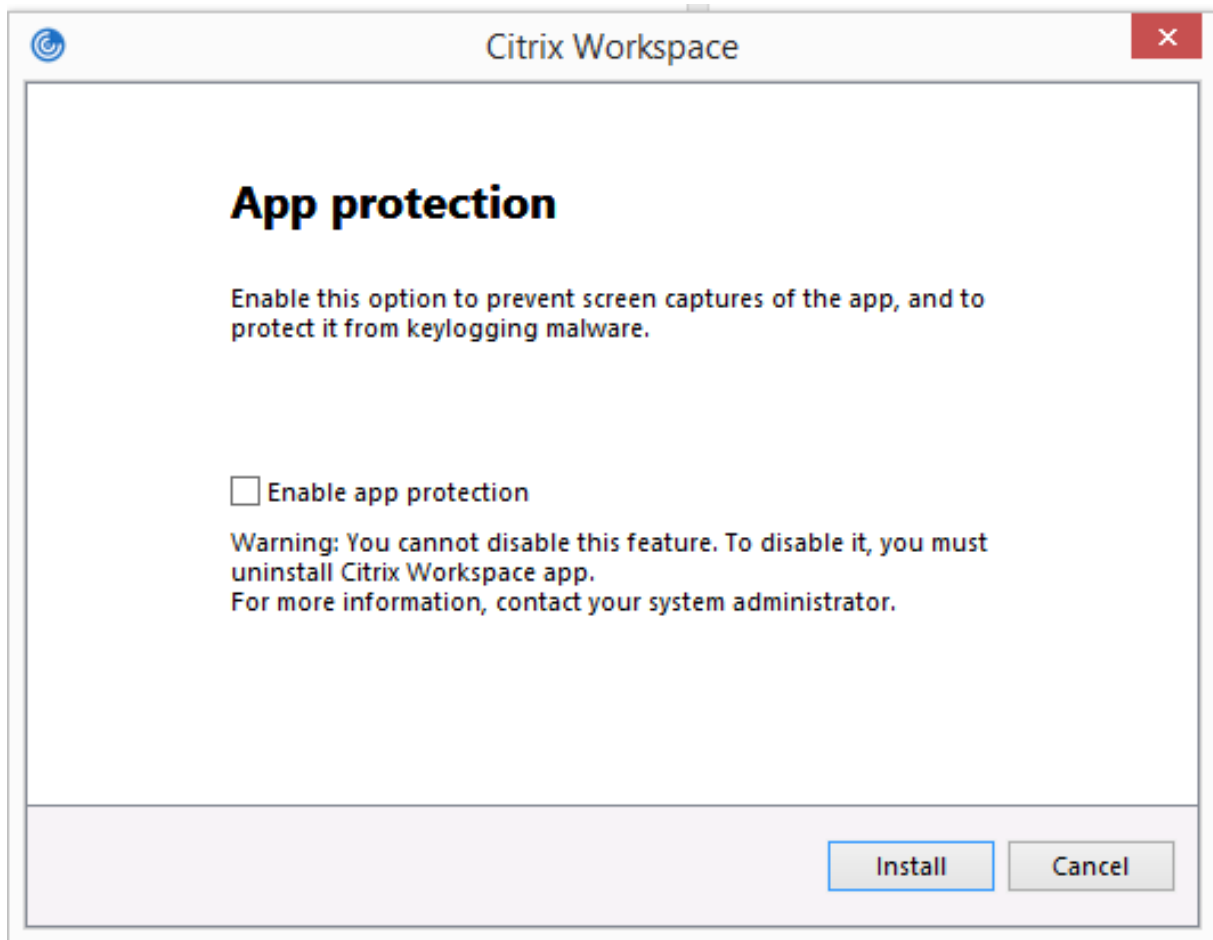 Citrix Workspace
App protection
Enable this option to prevent screen captures of the app, and to
protect it from keylogging malware.
Enable app protection
Warning: You cannot disable this feature. To disable it, you must
uninstall Citrix Workspace app.
For more information, contact your system administrator.
Install
Cancel